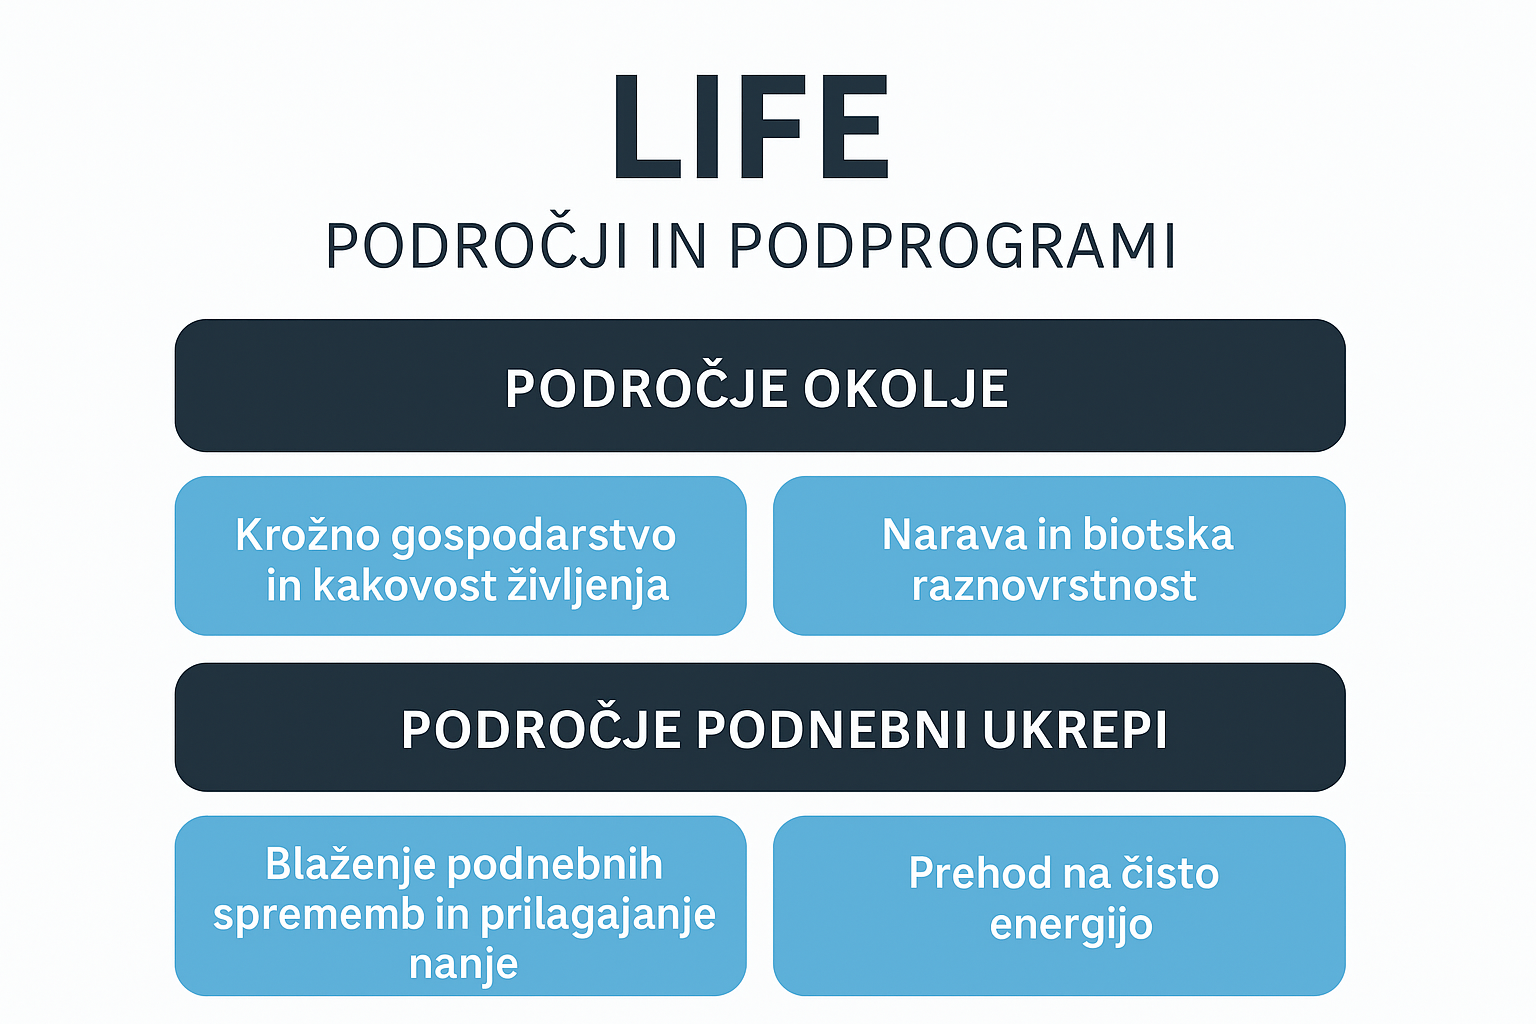 LIFE
PODROČJI IN PODPROGRAMI
PODROČJE OKOLJE
Krožno gospodarstvo
in kakovost življenja
Narava in biotska
raznovrstnost
PODROČJE PODNEBNI UKREPI
Blaženje podnebnih
sprememb in prilagajanje
nanje
Prehod na čisto
energijo